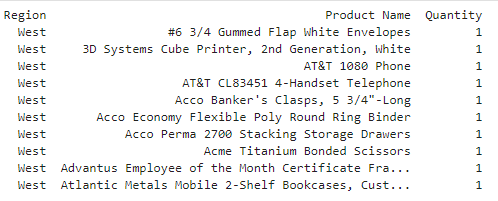 Region Product Name Quantity
West #6 3/4 Gummed Flap White Envelopes 1
West 3D Systems Cube Printer, 2nd Generation, White 1
West AT&T 1080 Phone 1
West AT&T CL83451 4-Handset Telephone 1
West Acco Banker's Clasps, 5 3/4"-Long 1
West Acco Economy Flexible Poly Round Ring Binder 1
West Acco Perma 2700 Stacking Storage Drawers 1
West Acme Titanium Bonded Scissors 1
West Advantus Employee of the Month Certificate Fra... 1
West Atlantic Metals Mobile 2-Shelf Bookcases, Cust... 1